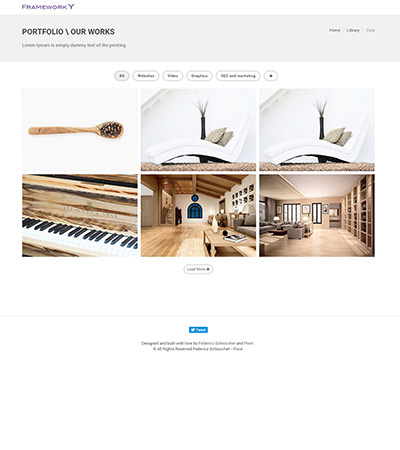 FRAMEWORK Y
PORTFOLIO \ OUR WORKS
Home / Library / Data
Lorem Ipsum is simply dummy text of the printing
All
Websites
Video
Graphics
SEO and marketing
Load More
Tweet
Designed and built with love by Federico Schiocchet and Pixor.
© All Rights Reserved Federico Schiocchet - Pixor